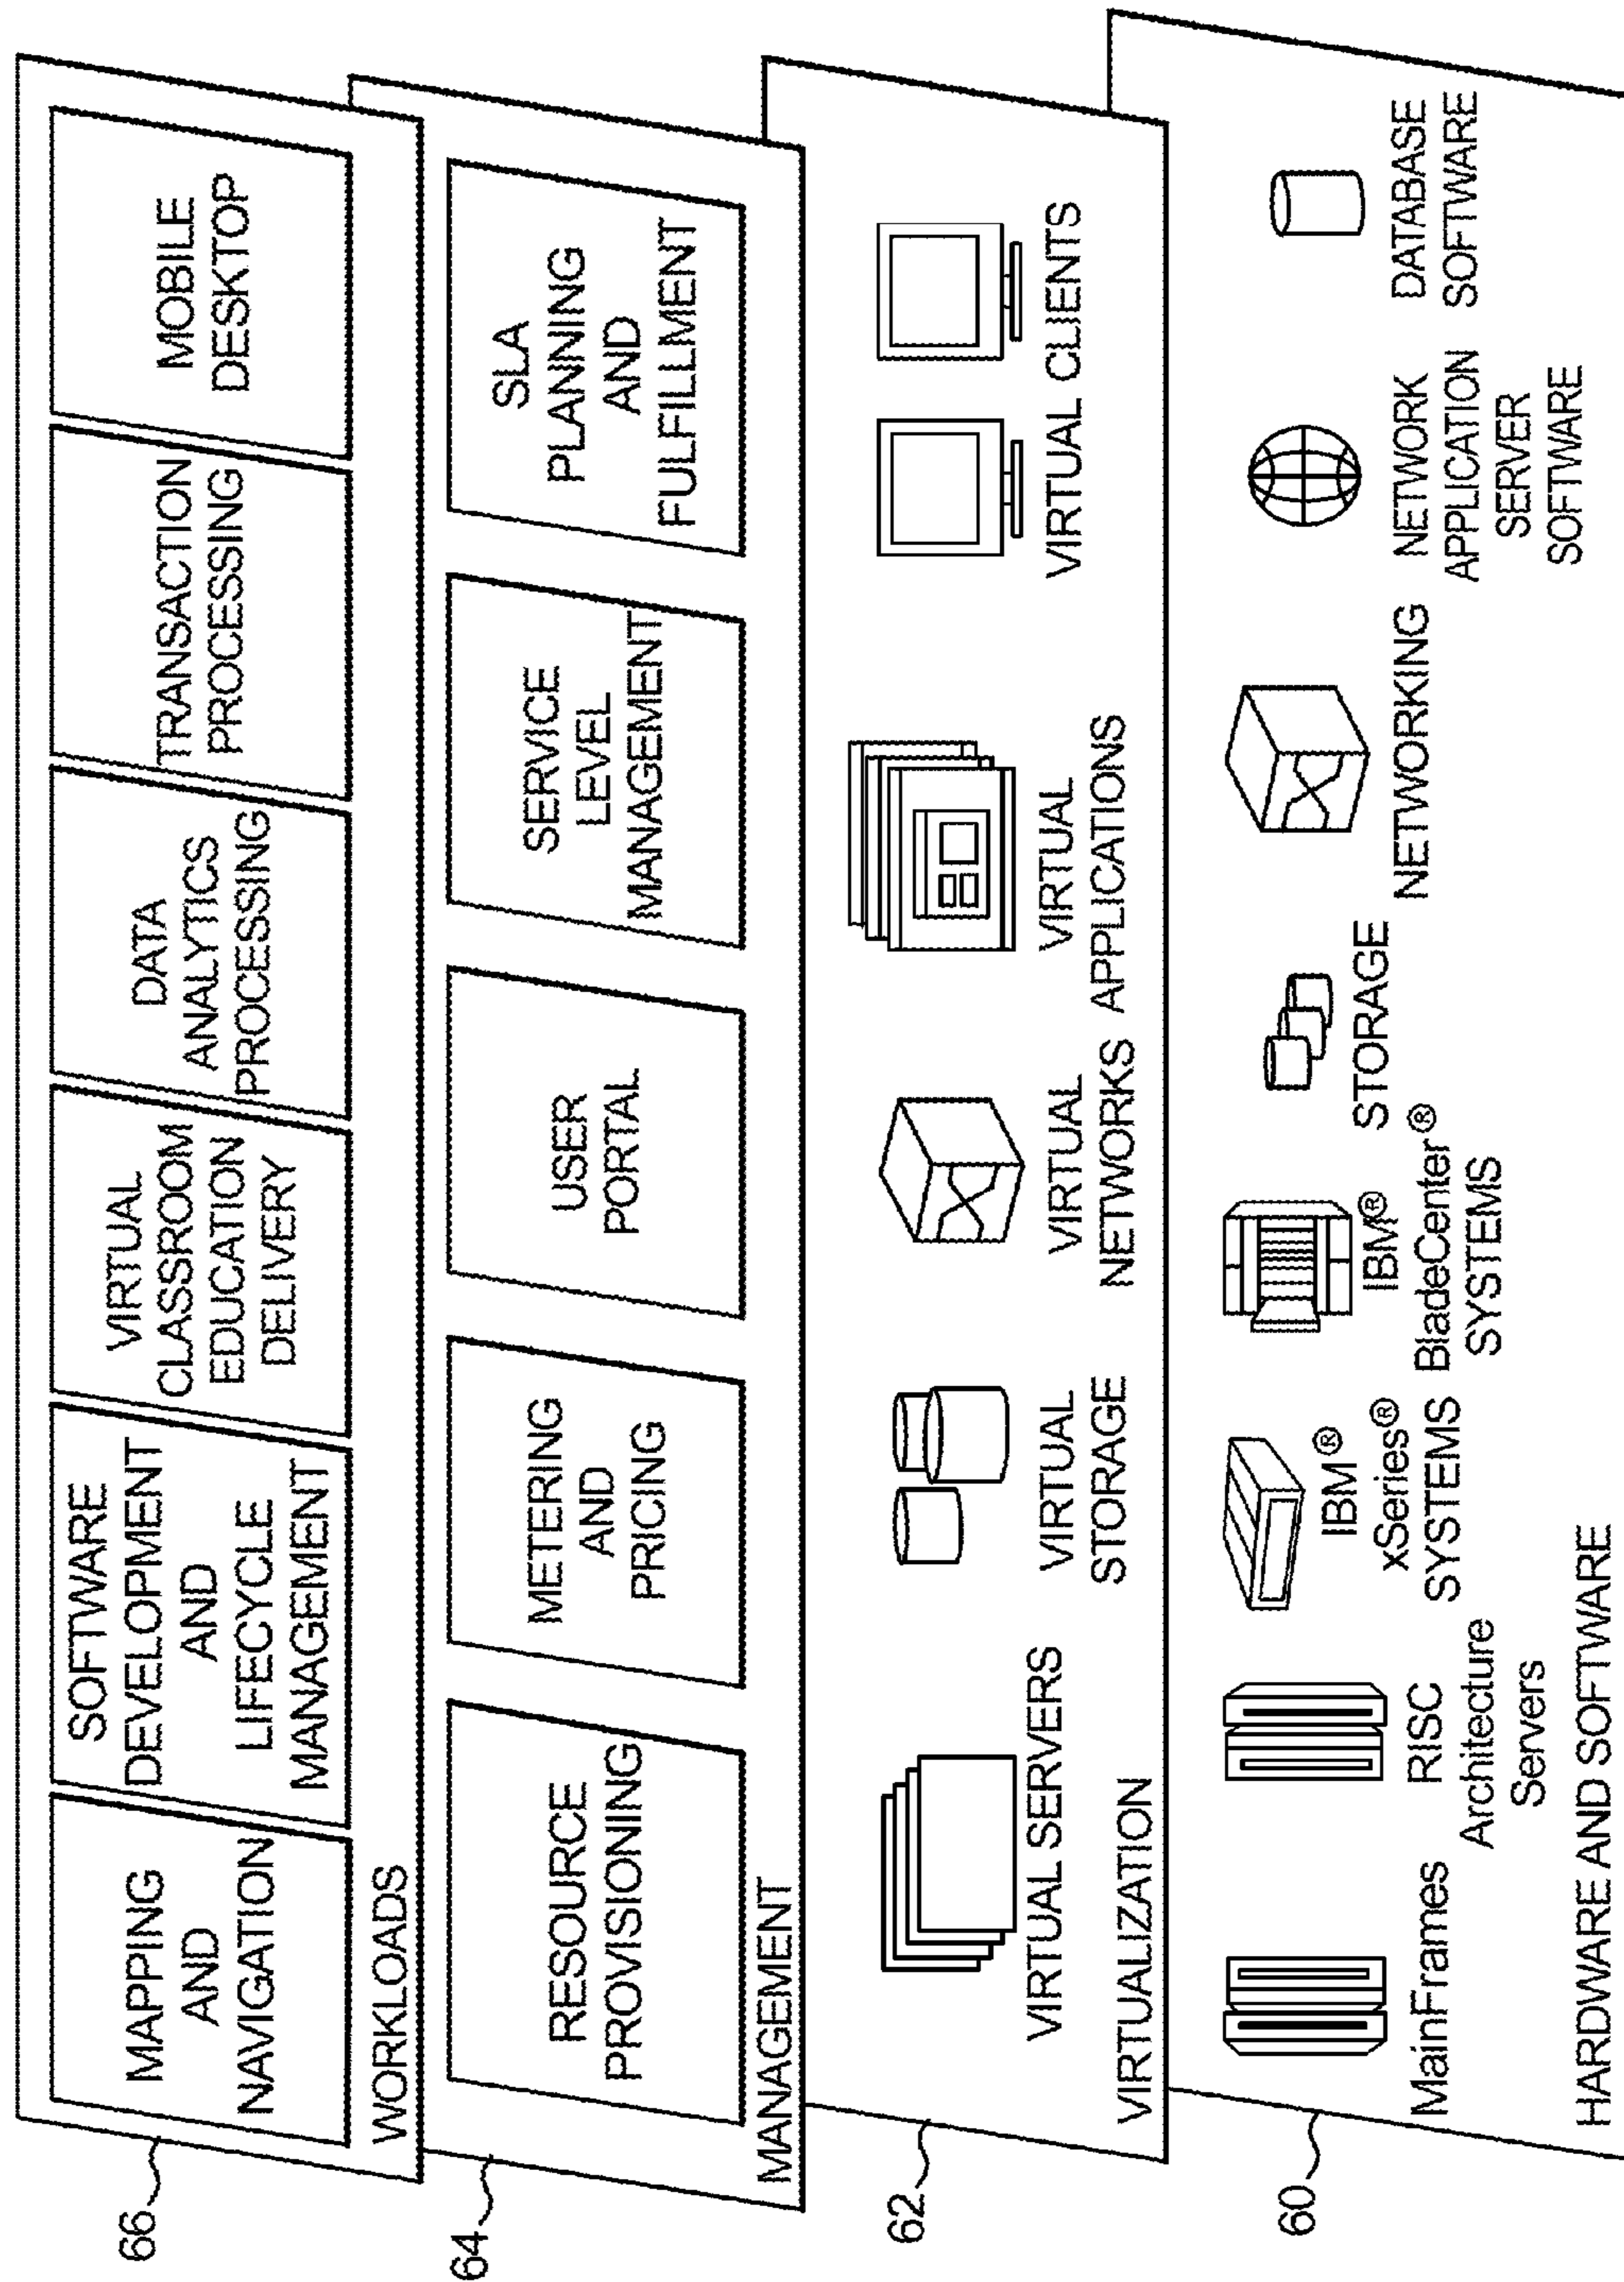 66
MAPPING
AND
NAVIGATION
SOFTWARE
DEVELOPMENT
AND
LIFECYCLE
MANAGEMENT
VIRTUAL
CLASSROOM
EDUCATION
DELIVERY
DATA
ANALYTICS
PROCESSING
TRANSACTION
PROCESSING
MOBILE
DESKTOP
WORKLOADS
64
RESOURCE
PROVISIONING
METERING
AND
PRICING
USER
PORTAL
SERVICE
LEVEL
MANAGEMENT
SLA
PLANNING
AND
FULFILLMENT
MANAGEMENT
62
VIRTUAL SERVERS
VIRTUAL
STORAGE
VIRTUAL
NETWORKS
VIRTUAL
APPLICATIONS
VIRTUAL CLIENTS
VIRTUALIZATION
60
MainFrames
RISC
Architecture
Servers
IBM®
xSeries®
SYSTEMS
IBM®
BladeCenter®
SYSTEMS
STORAGE
NETWORKING
NETWORK
APPLICATION
SERVER
SOFTWARE
DATABASE
SOFTWARE
HARDWARE AND SOFTWARE